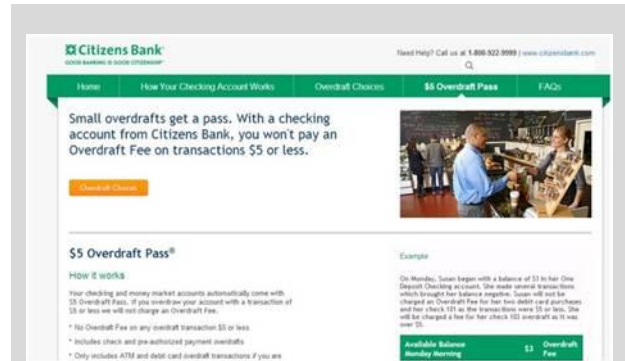 Citizens Bank
GOOD BANKING IS GOOD CITIZENSHIP
Need Help? Call us at 1-800-922-9999 | www.citizensbank.com
Home How Your Checking Account Works Overdraft Choices $5 Overdraft Pass FAQs
Small overdrafts get a pass. With a checking
account from Citizens Bank, you won't pay an
Overdraft Fee on transactions $5 or less.
Overdraft Choices
$5 Overdraft Pass®
How it works
Your checking and money market accounts automatically come with
$5 Overdraft Pass. If you overdraw your account with a transaction of
$5 or less we will not charge an Overdraft Fee.
* No Overdraft Fee on any overdraft transaction $5 or less
* Includes check and pre-authorized payment overdrafts
* Only includes ATM and debit card overdraft transactions if you are
Example
On Monday, Susan began with a balance of $3 in her One
Deposit Checking account. She made several transactions
which brought her balance negative. Susan will not be
charged an Overdraft Fee for her two debit card purchases
and her check 101 as the transactions were $5 or less. She
will be charged a fee for her check 103 overdraft as it was
over $5.
Available Balance
Monday Morning
$3
Overdraft
Fee